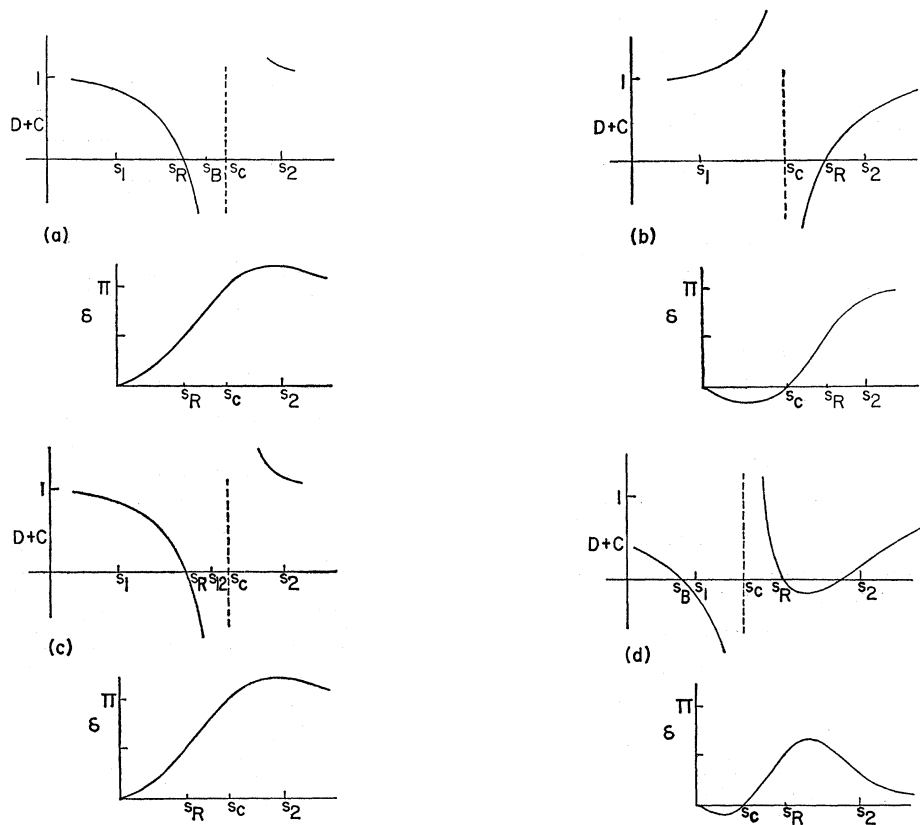 1
D+C
s1 sR sB sc s2
(a)
π
δ
sR sc s2
1
D+C
s1 sc sR s2
(b)
π
δ
sc sR s2
1
D+C
s1 sR s12 sc s2
(c)
π
δ
sR sc s2
1
D+C
sB s1 sc sR s2
(d)
π
δ
sc sR s2